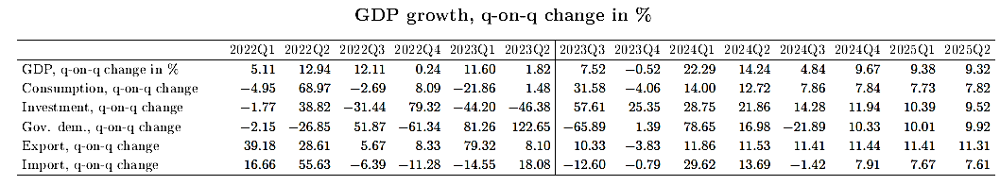 GDP growth, q-on-q change in %
2022Q1 2022Q2 2022Q3 2022Q4 2023Q1 2023Q2 2023Q3 2023Q4 2024Q1 2024Q2 2024Q3 2024Q4 2025Q1 2025Q2
GDP, q-on-q change in % 5.11 12.94 12.11 0.24 11.60 1.82 7.52 −0.52 22.29 14.24 4.84 9.67 9.38 9.32
Consumption, q-on-q change −4.95 68.97 −2.69 8.09 −21.86 1.48 31.58 −4.06 14.00 12.72 7.86 7.84 7.73 7.82
Investment, q-on-q change −1.77 38.82 −31.44 79.32 −44.20 −46.38 57.61 25.35 28.75 21.86 14.28 11.94 10.39 9.52
Gov. dem., q-on-q change −2.15 −26.85 51.87 −61.34 81.26 122.65 −65.89 1.39 78.65 16.98 −21.89 10.33 10.01 9.92
Export, q-on-q change 39.18 28.61 5.67 8.33 79.32 8.10 10.33 −3.83 11.86 11.53 11.41 11.44 11.41 11.31
Import, q-on-q change 16.66 55.63 −6.39 −11.28 −14.55 18.08 −12.60 −0.79 29.62 13.69 −1.42 7.91 7.67 7.61